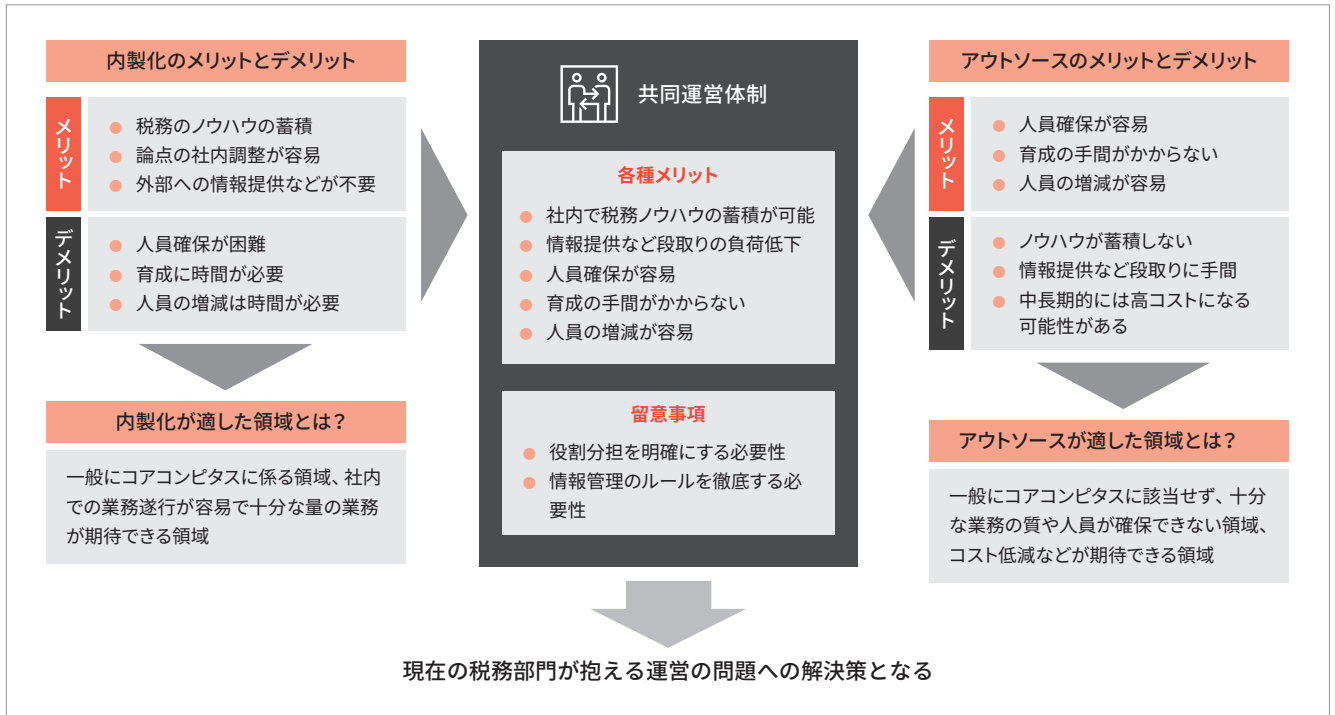 内製化のメリットとデメリット
メリット
税務のノウハウの蓄積
論点の社内調整が容易
外部への情報提供などが不要
デメリット
人員確保が困難
育成に時間が必要
人員の増減は時間が必要
内製化が適した領域とは？
一般にコアコンピタスに係る領域、社内
での業務遂行が容易で十分な量の業務
が期待できる領域
共同運営体制
各種メリット
社内で税務ノウハウの蓄積が可能
情報提供など段取りの負荷低下
人員確保が容易
育成の手間がかからない
人員の増減が容易
留意事項
役割分担を明確にする必要性
情報管理のルールを徹底する必
要性
アウトソースのメリットとデメリット
メリット
人員確保が容易
育成の手間がかからない
人員の増減が容易
デメリット
ノウハウが蓄積しない
情報提供など段取りに手間
中長期的には高コストになる
可能性がある
アウトソースが適した領域とは？
一般にコアコンピタスに該当せず、十分
な業務の質や人員が確保できない領域、
コスト低減などが期待できる領域
現在の税務部門が抱える運営の問題への解決策となる